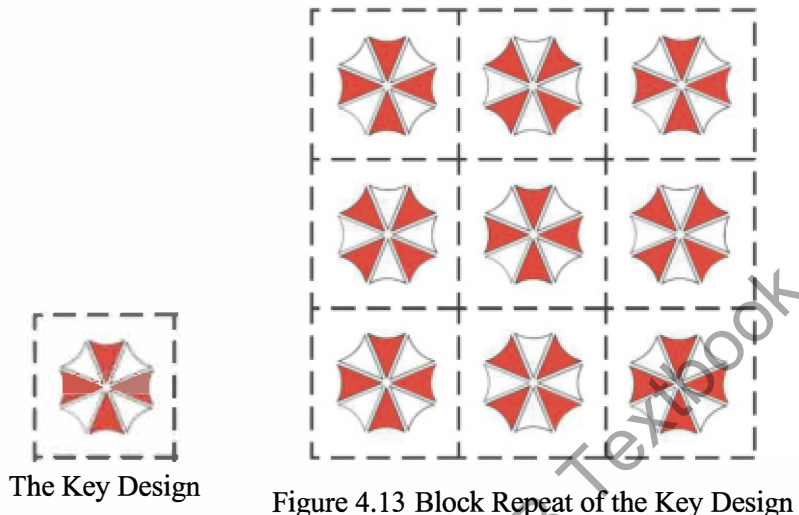 The Key Design
Figure 4.13 Block Repeat of the Key Design
Textbook